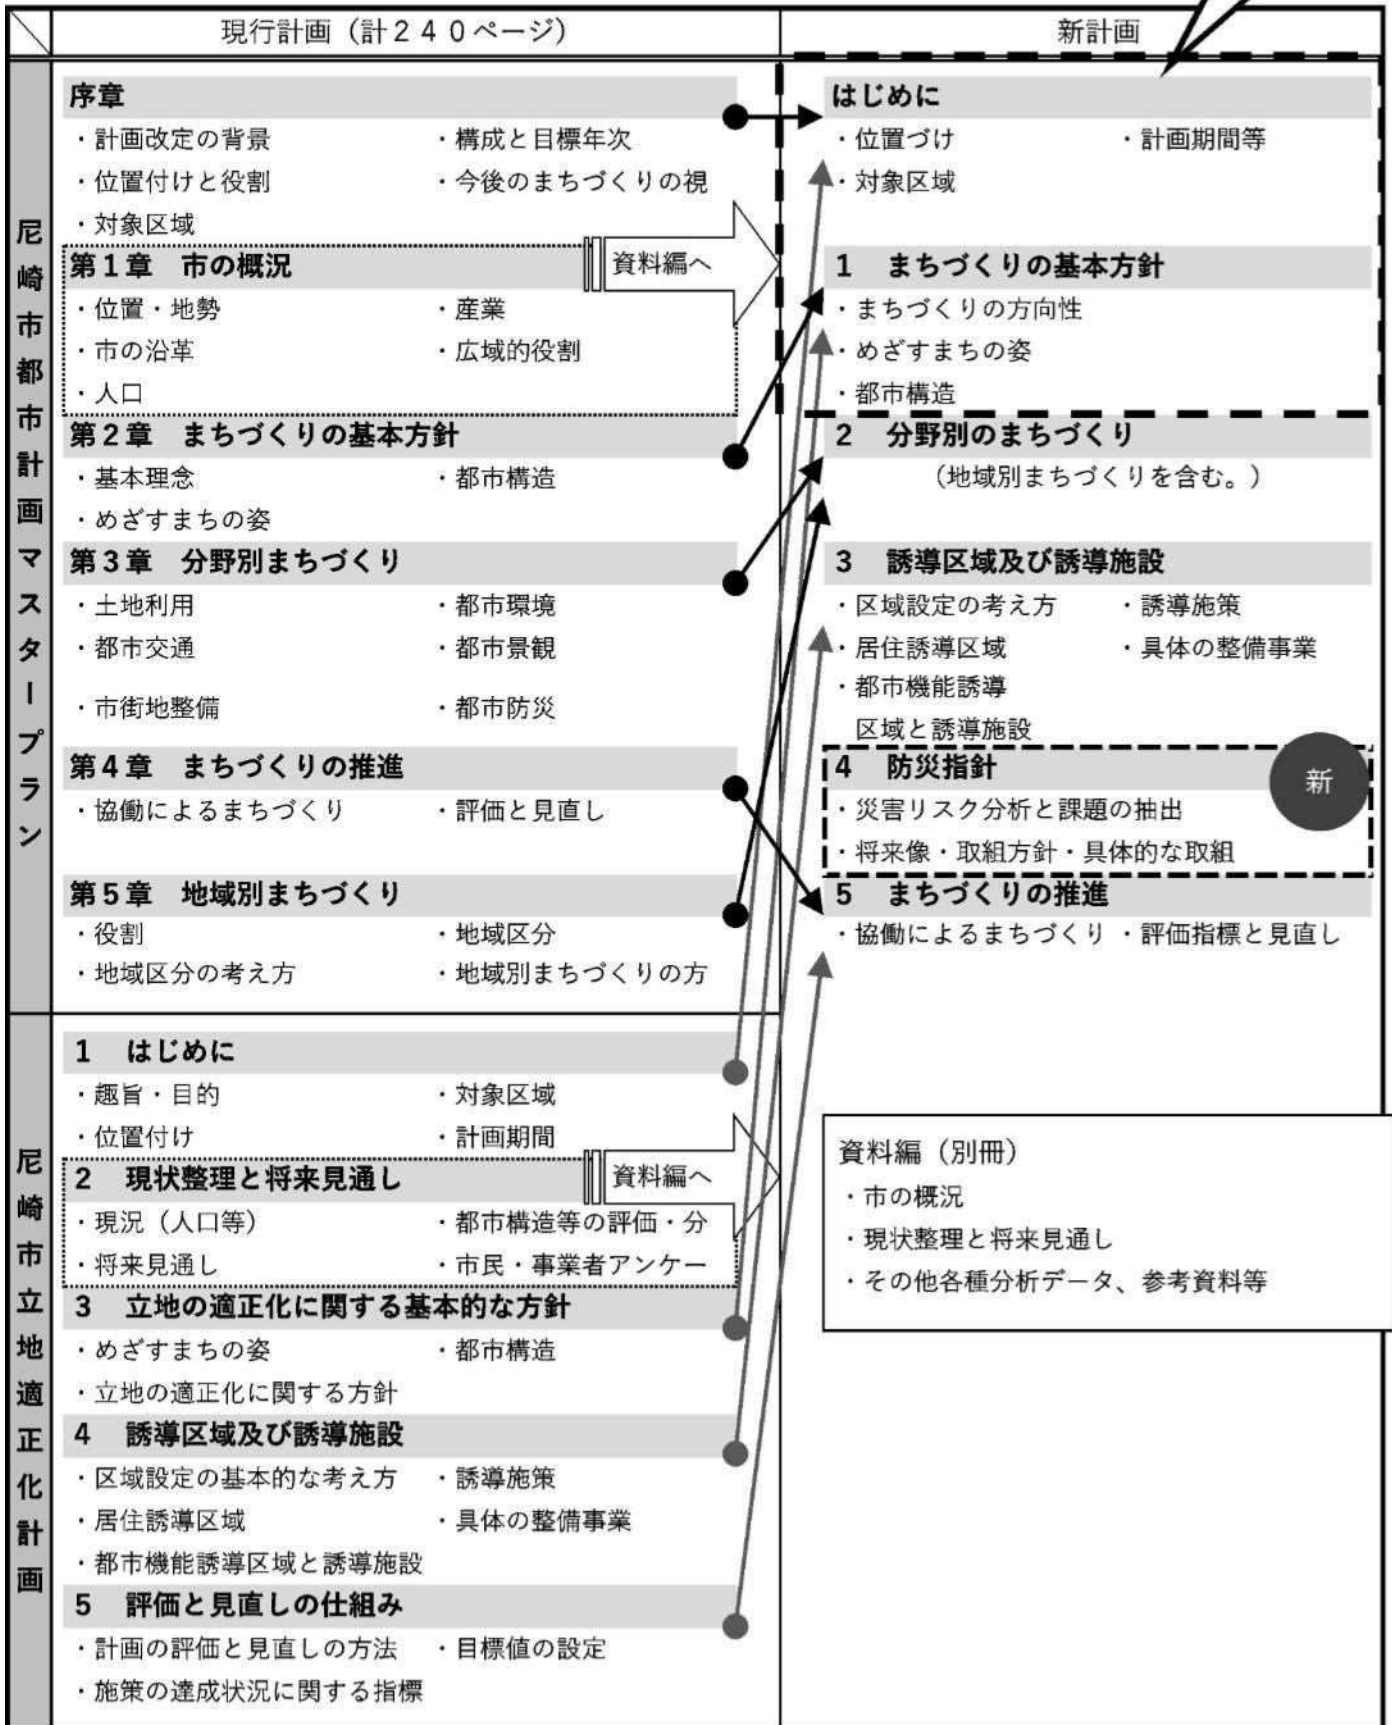 現行計画（計２４０ページ）
新計画
尼崎市都市計画マスタープラン
序章
・計画改定の背景
・構成と目標年次
・位置付けと役割
・今後のまちづくりの視
・対象区域
第１章　市の概況
資料編へ
・位置・地勢
・産業
・市の沿革
・広域的役割
・人口
第２章　まちづくりの基本方針
・基本理念
・都市構造
・めざすまちの姿
第３章　分野別まちづくり
・土地利用
・都市環境
・都市交通
・都市景観
・市街地整備
・都市防災
第４章　まちづくりの推進
・協働によるまちづくり
・評価と見直し
第５章　地域別まちづくり
・役割
・地域区分
・地域区分の考え方
・地域別まちづくりの方
尼崎市立地適正化計画
1　はじめに
・趣旨・目的
・対象区域
・位置付け
・計画期間
2　現状整理と将来見通し
資料編へ
・現況（人口等）
・都市構造等の評価・分
・将来見通し
・市民・事業者アンケー
3　立地の適正化に関する基本的な方針
・めざすまちの姿
・都市構造
・立地の適正化に関する方針
4　誘導区域及び誘導施設
・区域設定の基本的な考え方
・誘導施策
・居住誘導区域
・具体の整備事業
・都市機能誘導区域と誘導施設
5　評価と見直しの仕組み
・計画の評価と見直しの方法
・目標値の設定
・施策の達成状況に関する指標
はじめに
・位置づけ
・計画期間等
・対象区域
1　まちづくりの基本方針
・まちづくりの方向性
・めざすまちの姿
・都市構造
2　分野別のまちづくり
（地域別まちづくりを含む。）
3　誘導区域及び誘導施設
・区域設定の考え方
・誘導施策
・居住誘導区域
・具体の整備事業
・都市機能誘導
区域と誘導施設
4　防災指針
新
・災害リスク分析と課題の抽出
・将来像・取組方針・具体的な取組
5　まちづくりの推進
・協働によるまちづくり
・評価指標と見直し
資料編（別冊）
・市の概況
・現状整理と将来見通し
・その他各種分析データ、参考資料等